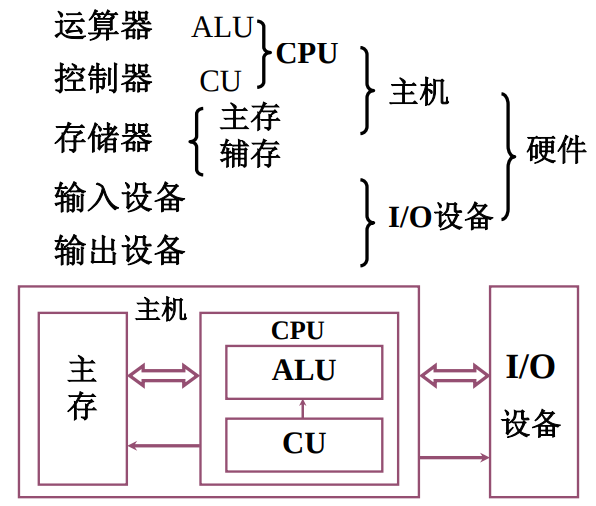 运算器 ALU
CPU
控制器 CU
主机
存储器 主存
辅存
硬件
输入设备
I/O设备
输出设备
主机
CPU
主存
ALU
CU
I/O
设备